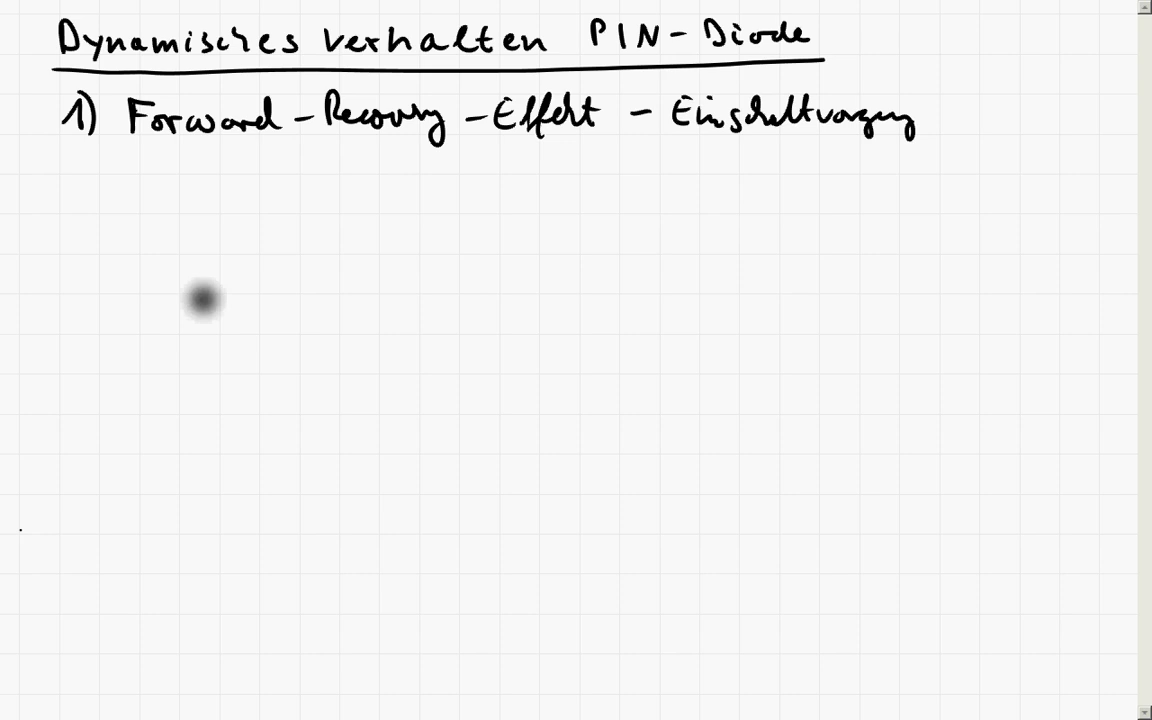 Dynamisches Verhalten PIN-Diode
1) Forward-Recovery-Effekt - Einschaltvorgang